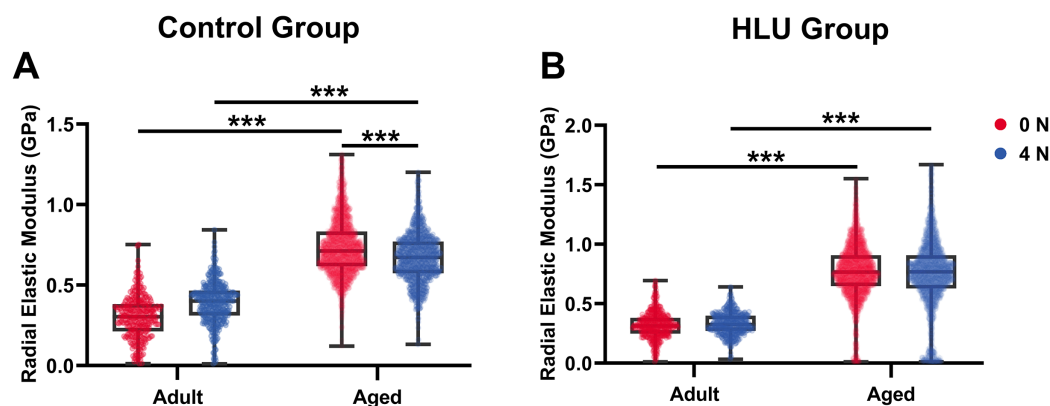 Control Group
HLU Group
A
B
Radial Elastic Modulus (GPa)
1.5
1.0
0.5
0.0
***
***
***
Adult
Aged
Radial Elastic Modulus (GPa)
2.0
1.5
1.0
0.5
0.0
***
***
Adult
Aged
0 N
4 N